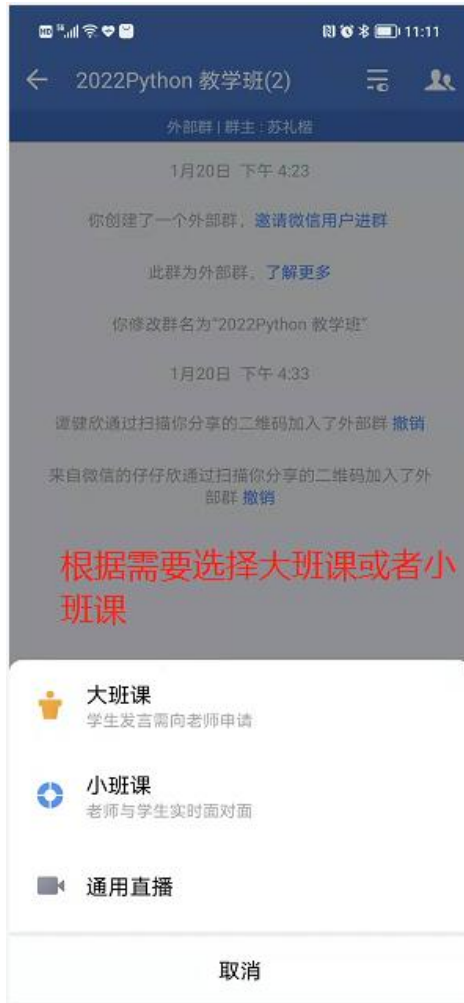 HD 5G 11:11
2022Python 教学班(2)
外部群 | 群主 : 苏礼楷
1月20日 下午 4:23
你创建了一个外部群，邀请微信用户进群
此群为外部群，了解更多
你修改群名为“2022Python 教学班”
1月20日 下午 4:33
谭健欣通过扫描你分享的二维码加入了外部群 撤销
来自微信的仔仔欣通过扫描你分享的二维码加入了外
部群 撤销
根据需要选择大班课或者小
班课
大班课
学生发言需向老师申请
小班课
老师与学生实时面对面
通用直播
取消